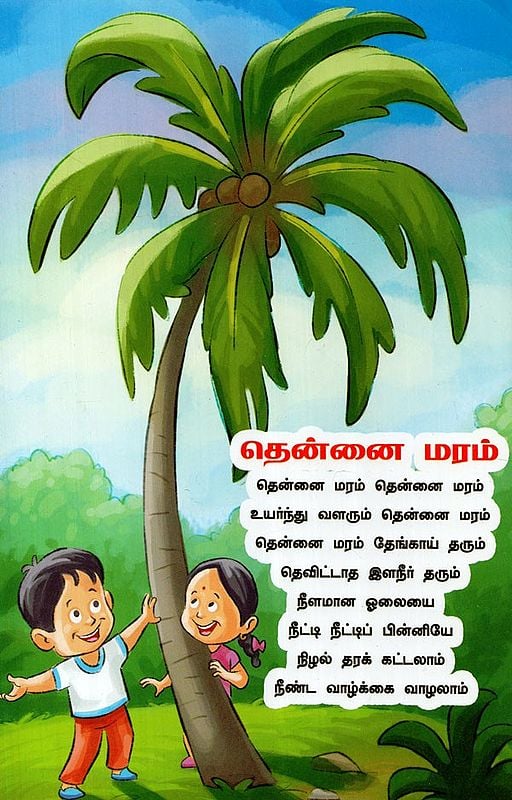 தென்னை மரம்
தென்னை மரம் தென்னை மரம்
உயர்ந்து வளரும் தென்னை மரம்
தென்னை மரம் தேங்காய் தரும்
தெவிட்டாத இளநீர் தரும்
நீளமான ஓலையை
நீட்டி நீட்டிப் பின்னியே
நிழல் தரக் கட்டலாம்
நீண்ட வாழ்க்கை வாழலாம்